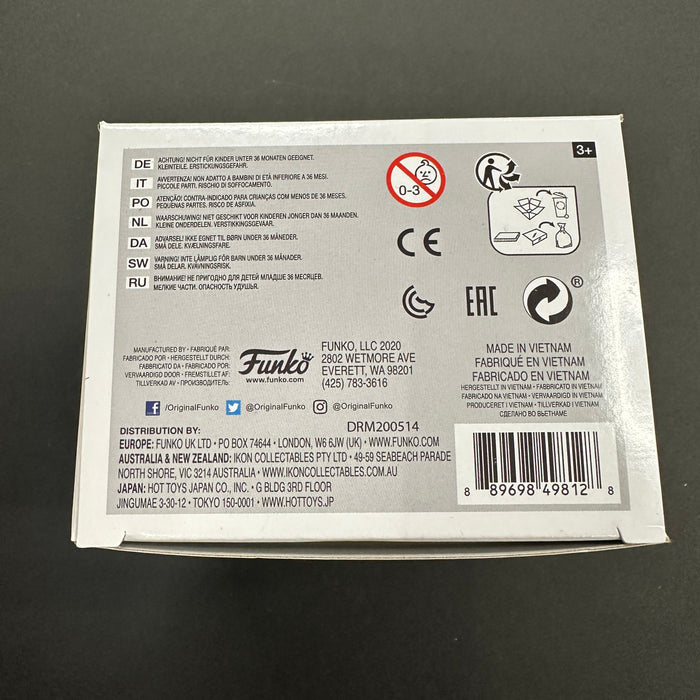 DE ACHTUNG! NICHT FÜR KINDER UNTER 36 MONATEN GEEIGNET.
KLEINTEILE. ERSTICKUNGSGEFAHR.
IT AVVERTENZA! NON ADATTO A BAMBINI DI ETÀ INFERIORE A 36 MESI.
PICCOLE PARTI. RISCHIO DI SOFFOCAMENTO.
PO ATENÇÃO! CONTRA-INDICADO PARA CRIANÇAS COM MENOS DE 36 MESES.
PEQUENAS PARTES. RISCO DE ASFIXIA.
NL WAARSCHUWING! NIET GESCHIKT VOOR KINDEREN JONGER DAN 36 MAANDEN.
KLEINE ONDERDELEN. VERSTIKKINGSGEVAAR.
DA ADVARSEL! IKKE EGNET TIL BØRN UNDER 36 MÅNEDER.
SMÅ DELE. KVÆLNINGSFARE.
SW VARNING! INTE LÄMPLIG FÖR BARN UNDER 36 MÅNADER.
SMÅ DELAR. KVÄVNINGSRISK.
RU ВНИМАНИЕ! НЕ ПРИГОДНО ДЛЯ ДЕТЕЙ МЛАДШЕ 36 МЕСЯЦЕВ.
МЕЛКИЕ ЧАСТИ. ОПАСНОСТЬ УДУШЬЯ.
0-3
3+
CE
EAC
®
MANUFACTURED BY • FABRIQUÉ PAR:
FABRICADO POR • HERGESTELLT DURCH:
FABBRICATO DA • FABRICADO POR:
VERVAARDIGD DOOR • FREMSTILLET AF:
TILLVERKAD AV • ПРОИЗВОДИТЕЛЬ:
Funko
www.funko.com
FUNKO, LLC 2020
2802 WETMORE AVE
EVERETT, WA 98201
(425) 783-3616
MADE IN VIETNAM
FABRIQUÉ EN VIETNAM
FABRICADO EN VIETNAM
HERGESTELLT IN VIETNAM • FABBRICATO IN VIETNAM
FABRICADO NA VIETNAM • VERVAARDIGD IN VIETNAM
PRODUCERET I VIETNAM • TILLVERKAD I VIETNAM
СДЕЛАНО ВО ВЬЕТНАМЕ
/OriginalFunko @OriginalFunko @OriginalFunko
DRM200514
DISTRIBUTION BY:
EUROPE: FUNKO UK LTD • PO BOX 74644 • LONDON, W6 6JW (UK) • WWW.FUNKO.COM
AUSTRALIA & NEW ZEALAND: IKON COLLECTABLES PTY LTD • 49-59 SEABEACH PARADE
NORTH SHORE, VIC 3214 AUSTRALIA • WWW.IKONCOLLECTABLES.COM.AU
JAPAN: HOT TOYS JAPAN CO., INC. • G BLDG 3RD FLOOR
JINGUMAE 3-30-12 • TOKYO 150-0001 • WWW.HOTTOYS.JP
8 89698 49812 8